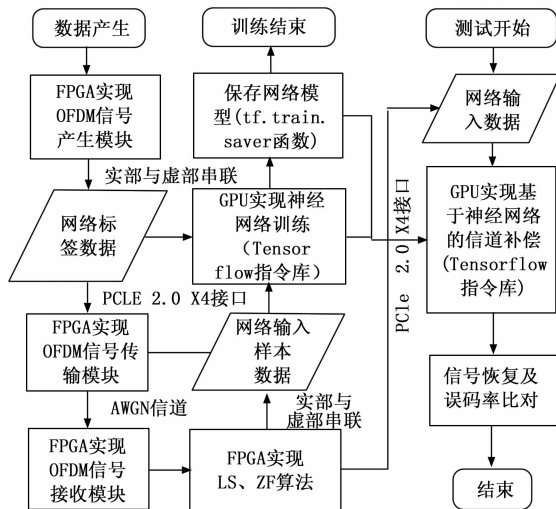 数据产生
FPGA实现
OFDM信号
产生模块
实部与虚部串联
网络标
签数据
PCLE 2.0 X4接口
FPGA实现
OFDM信号传
输模块
AWGN信道
FPGA实现
OFDM信号
接收模块
训练结束
保存网络模
型(tf.train.
saver函数)
GPU实现神经
网络训练
（Tensor
flow指令库）
网络输入
样本
数据
实部与
虚部串联
FPGA实现
LS、ZF算法
PCle 2.0 X4接口
测试开始
网络输
入数据
GPU实现基
于神经网络
的信道补偿
(Tensorflow
指令库)
信号恢复及
误码率比对
结束